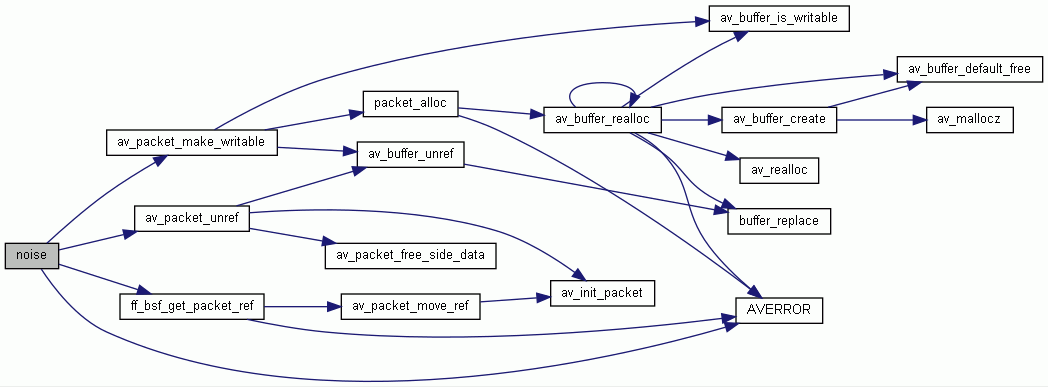 av_buffer_is_writable
av_buffer_default_free
packet_alloc
av_buffer_realloc
av_buffer_create
av_mallocz
av_packet_make_writable
av_buffer_unref
av_realloc
av_packet_unref
buffer_replace
noise
av_packet_free_side_data
av_init_packet
ff_bsf_get_packet_ref
av_packet_move_ref
AVERROR